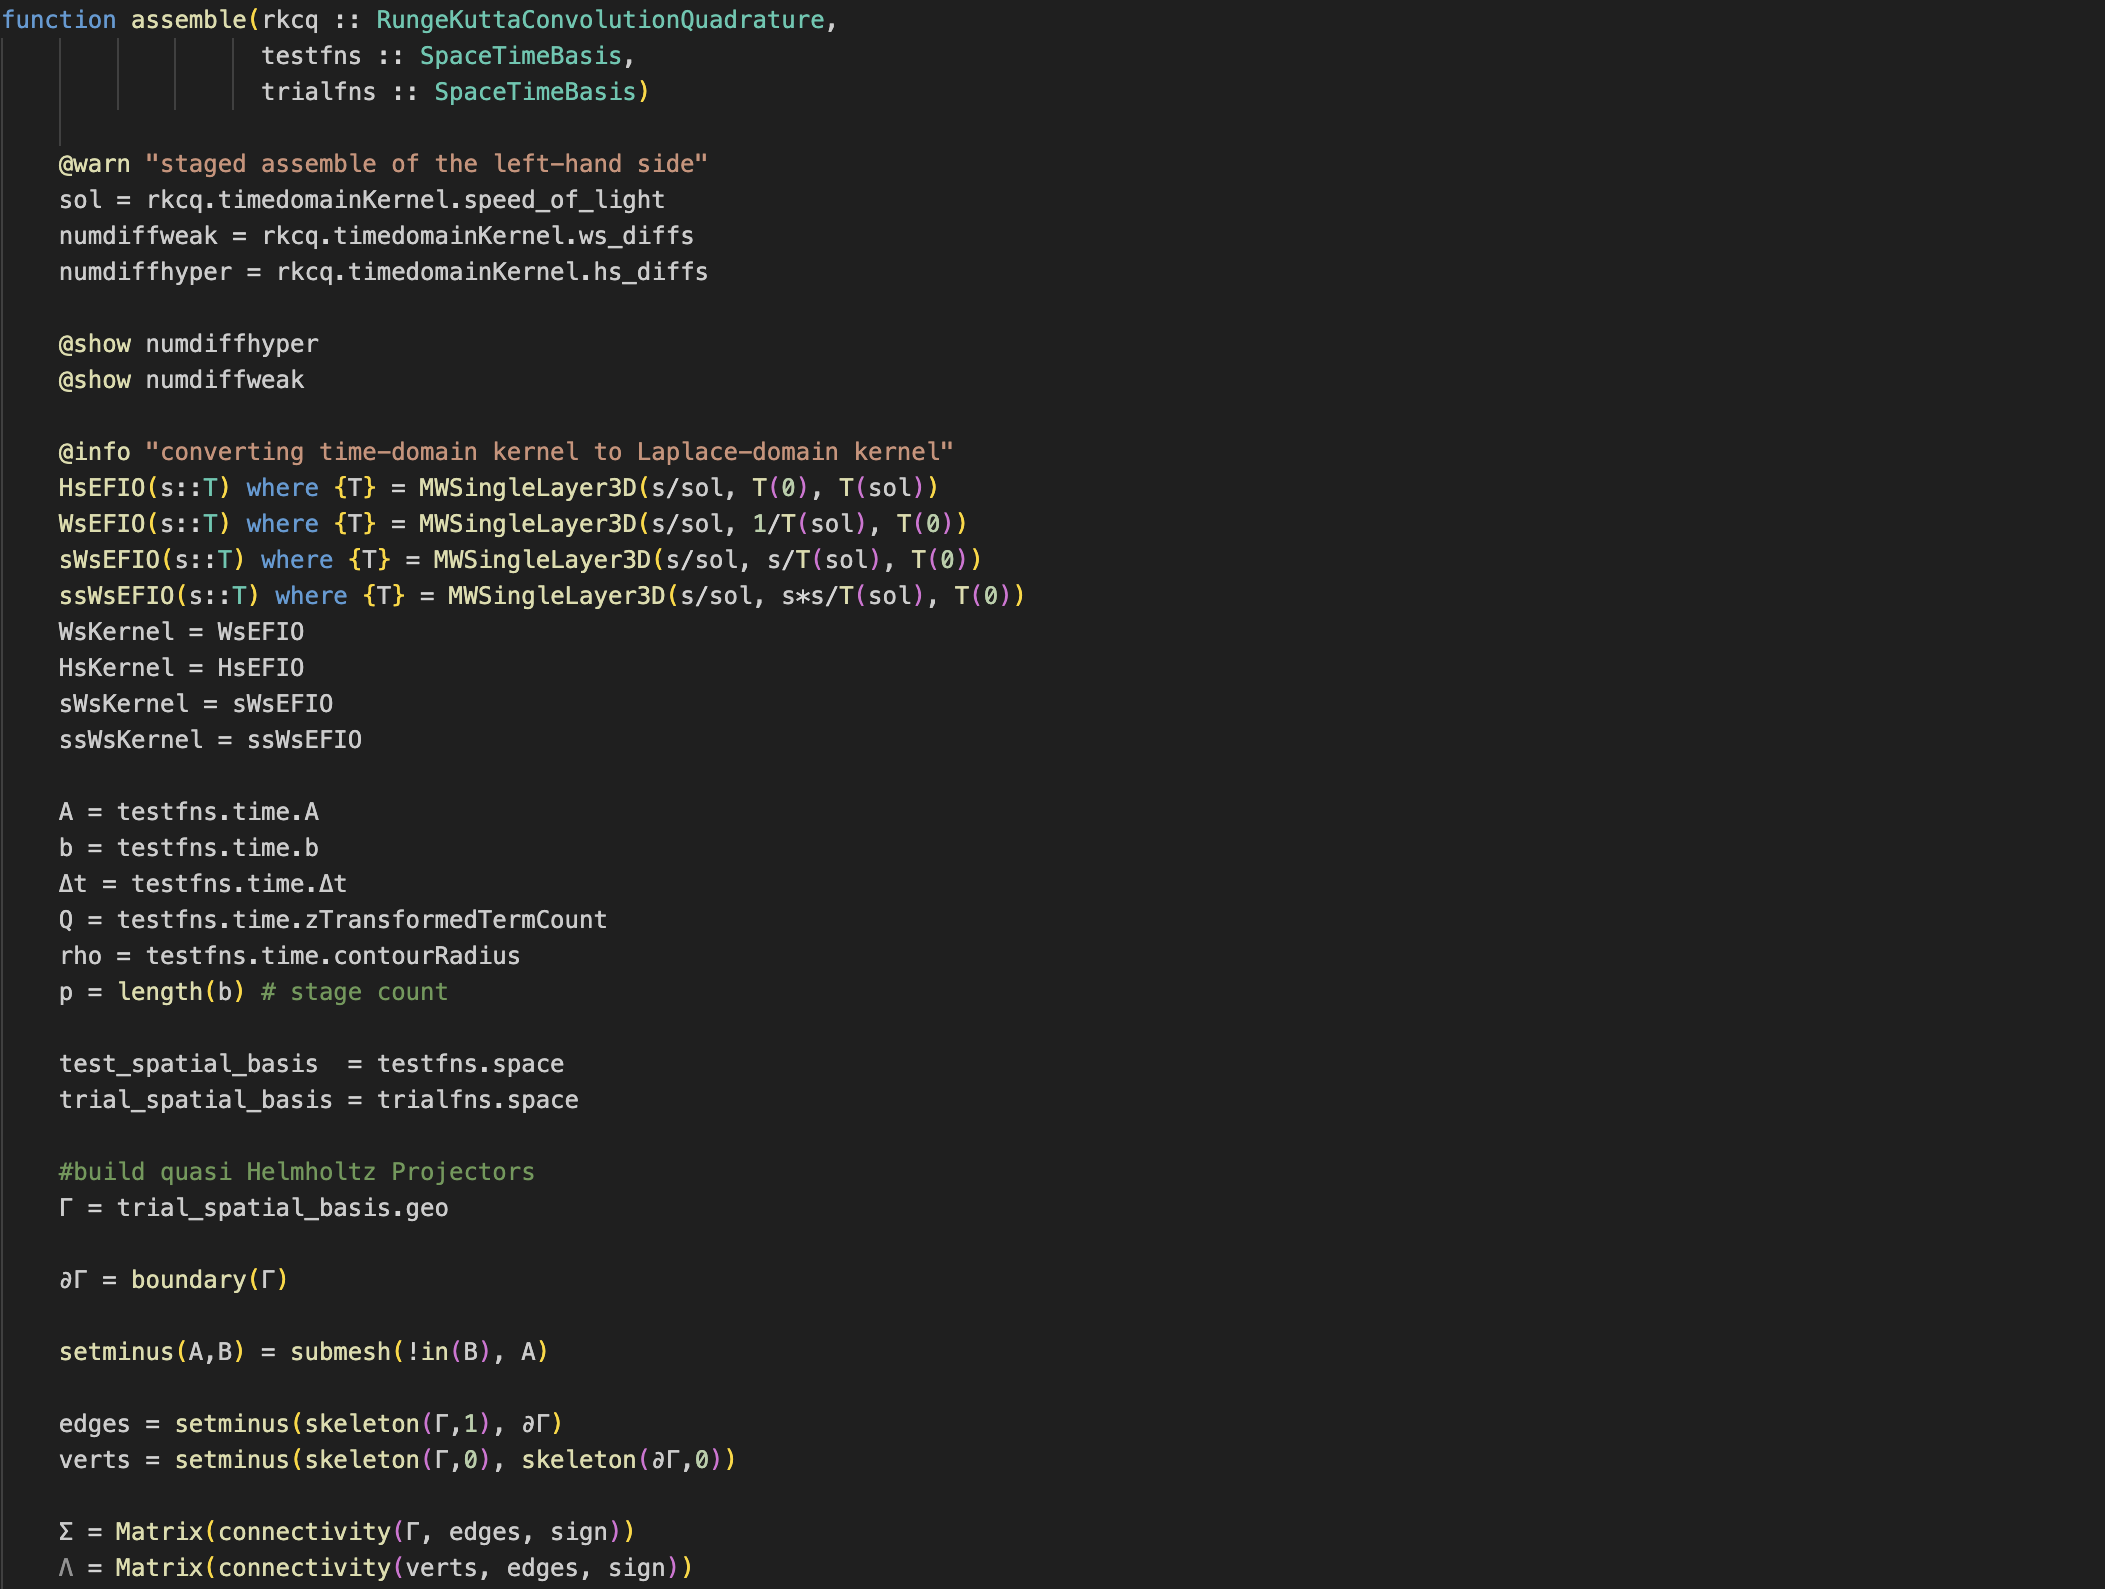 function assemble(rkcq :: RungeKuttaConvolutionQuadrature,
                  testfns :: SpaceTimeBasis,
                  trialfns :: SpaceTimeBasis)

    @warn "staged assemble of the left-hand side"
    sol = rkcq.timedomainKernel.speed_of_light
    numdiffweak = rkcq.timedomainKernel.ws_diffs
    numdiffhyper = rkcq.timedomainKernel.hs_diffs

    @show numdiffhyper
    @show numdiffweak

    @info "converting time-domain kernel to Laplace-domain kernel"
    HsEFIO(s::T) where {T} = MWSingleLayer3D(s/sol, T(0), T(sol))
    WsEFIO(s::T) where {T} = MWSingleLayer3D(s/sol, 1/T(sol), T(0))
    sWsEFIO(s::T) where {T} = MWSingleLayer3D(s/sol, s/T(sol), T(0))
    ssWsEFIO(s::T) where {T} = MWSingleLayer3D(s/sol, s*s/T(sol), T(0))
    WsKernel = WsEFIO
    HsKernel = HsEFIO
    sWsKernel = sWsEFIO
    ssWsKernel = ssWsEFIO

    A = testfns.time.A
    b = testfns.time.b
    Δt = testfns.time.Δt
    Q = testfns.time.zTransformedTermCount
    rho = testfns.time.contourRadius
    p = length(b) # stage count

    test_spatial_basis  = testfns.space
    trial_spatial_basis = trialfns.space

    #build quasi Helmholtz Projectors
    Γ = trial_spatial_basis.geo

    ∂Γ = boundary(Γ)

    setminus(A,B) = submesh(!in(B), A)

    edges = setminus(skeleton(Γ,1), ∂Γ)
    verts = setminus(skeleton(Γ,0), skeleton(∂Γ,0))

    Σ = Matrix(connectivity(Γ, edges, sign))
    Λ = Matrix(connectivity(verts, edges, sign))